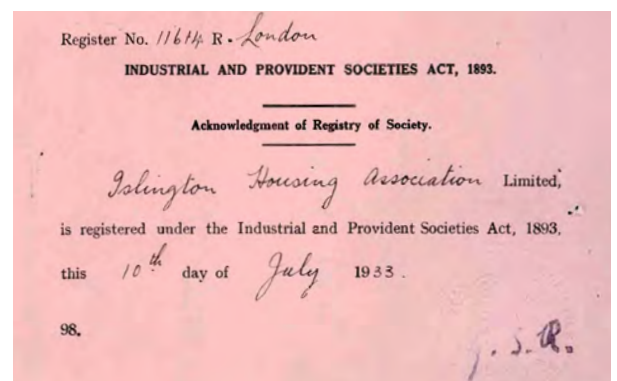 Register No. 11614 R. London
INDUSTRIAL AND PROVIDENT SOCIETIES ACT, 1893.
Acknowledgment of Registry of Society.
Islington Housing Association Limited,
is registered under the Industrial and Provident Societies Act, 1893,
this 10th day of July 1933.
98.